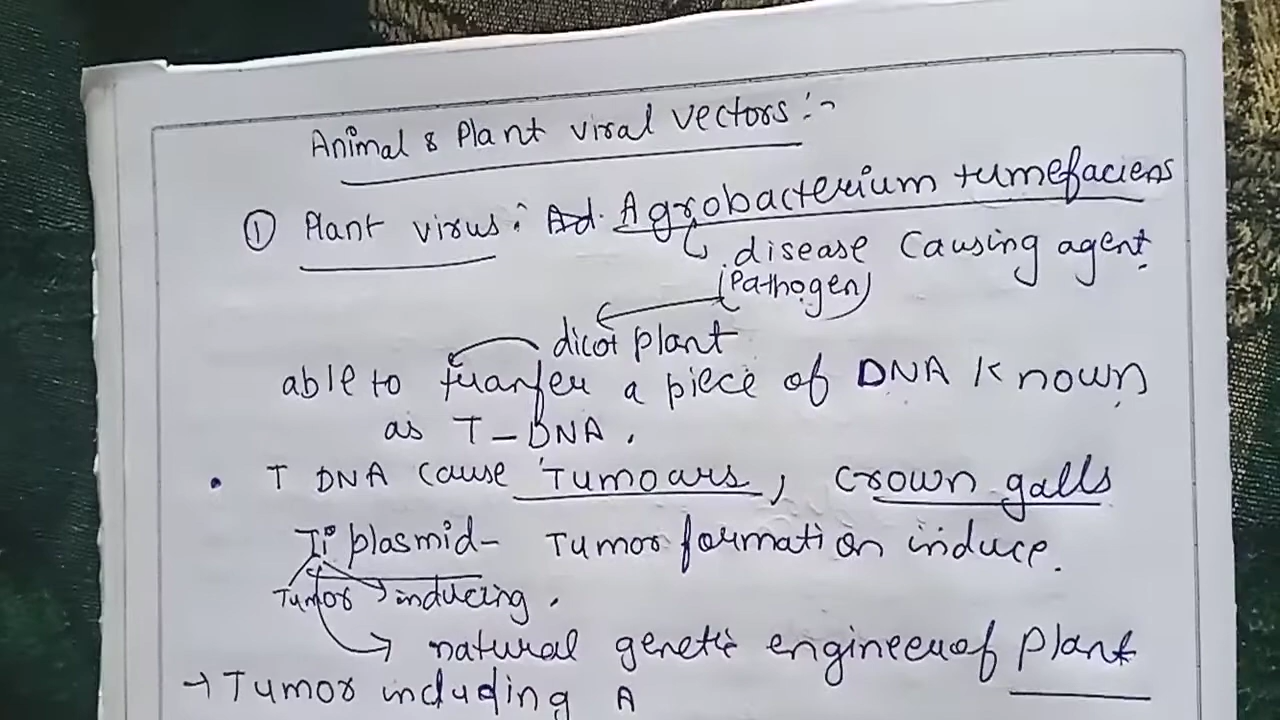 Animal & Plant viral vectors :-
① Plant virus : Agrobacterium tumefaciens
disease causing agent
(Pathogen)
dicot plant
able to tranfer a piece of DNA known
as T-DNA.
• T DNA cause Tumours, crown galls
Ti plasmid- Tumor formation induce.
Tumor inducing.
→ natural genetic engineer of plant
→ Tumor including A